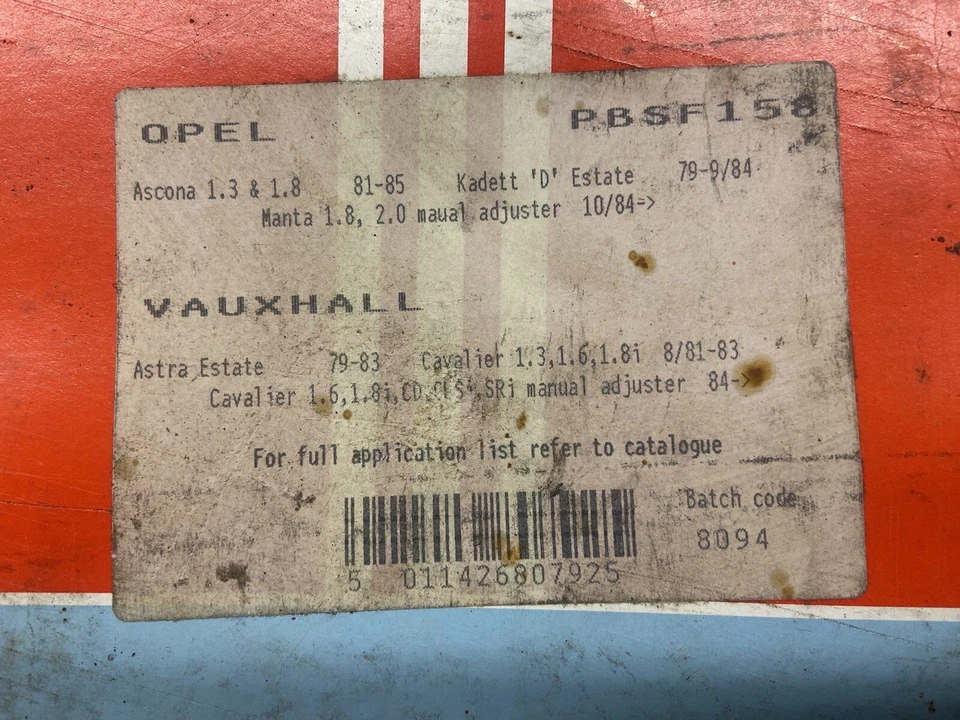 OPEL PBSF158
Ascona 1.3 & 1.8 81-85 Kadett 'D' Estate 79-9/84
Manta 1.8, 2.0 maual adjuster 10/84=>
VAUXHALL
Astra Estate 79-83 Cavalier 1.3,1.6,1.8i 8/81-83
Cavalier 1.6,1.8i,CD,CLSi,SRi manual adjuster 84->
For full application list refer to catalogue
Batch code
8094
5 011426807925